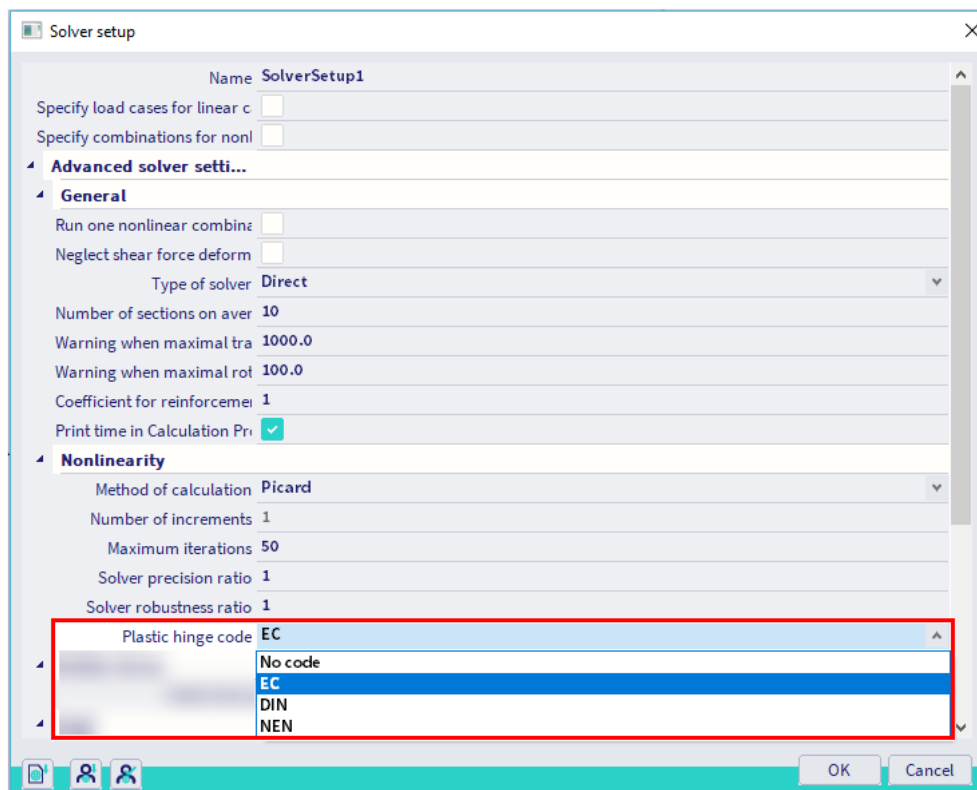 Solver setup
Name SolverSetup1
Specify load cases for linear c
Specify combinations for nonl
Advanced solver setti...
General
Run one nonlinear combina
Neglect shear force deform
Type of solver Direct
Number of sections on aver 10
Warning when maximal tra 1000.0
Warning when maximal rot 100.0
Coefficient for reinforcemer 1
Print time in Calculation Pr
Nonlinearity
Method of calculation Picard
Number of increments 1
Maximum iterations 50
Solver precision ratio 1
Solver robustness ratio 1
Plastic hinge code EC
No code
EC
DIN
NEN
OK Cancel